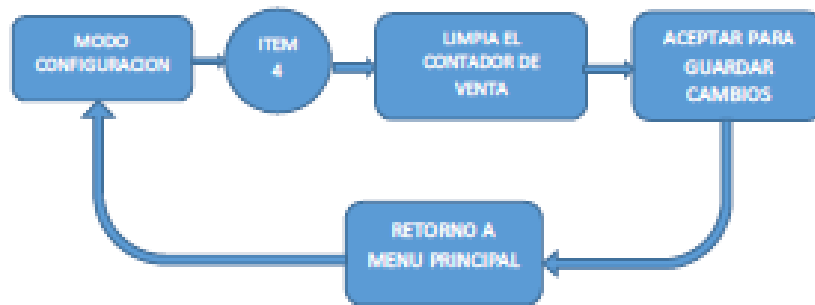 MODO
CONFIGURACION
ITEM
4
LIMPIA EL
CONTADOR DE
VENTA
ACEPTAR PARA
GUARDAR
CAMBIOS
RETORNO A
MENU PRINCIPAL